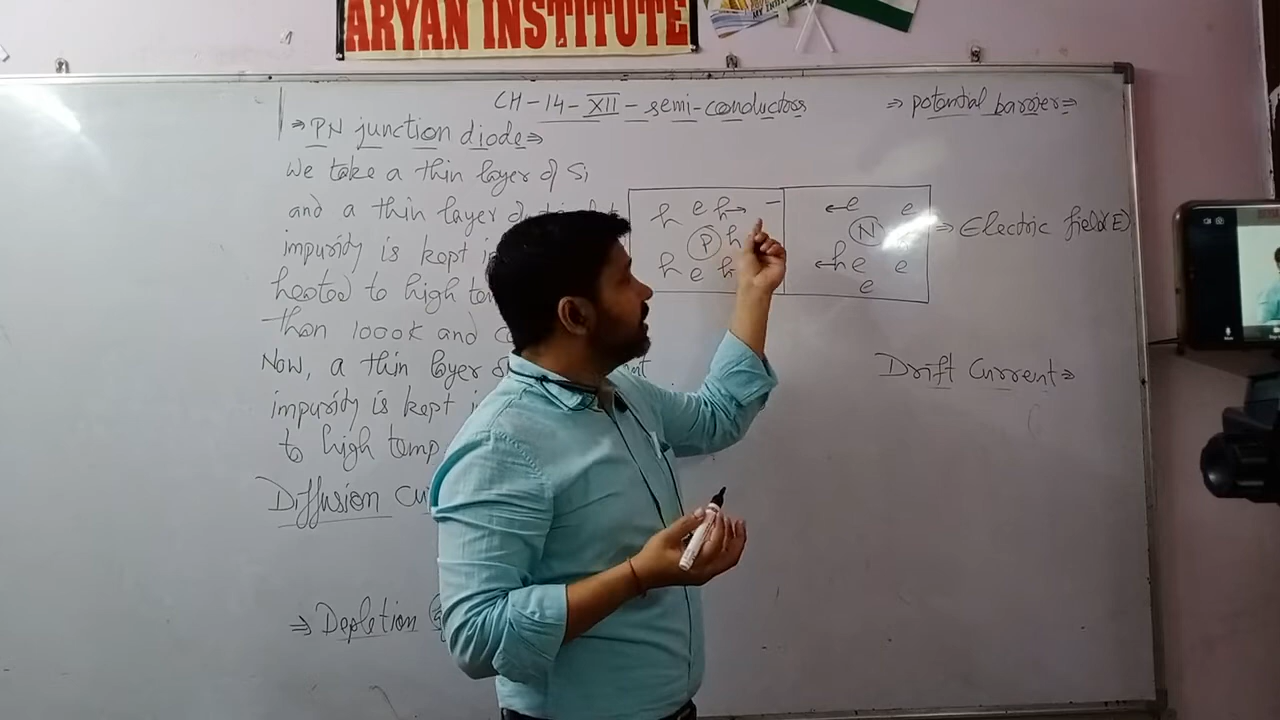 ARYAN INSTITUTE
CH-14-XII-semi-conductors
⇒ potential barrier ⇒
⇒ PN junction diode ⇒
We take a thin layer of Si
and a thin layer of
impurity is kept
heated to high
than 1000K and
Now, a thin layer
impurity is kept
to high temp
Diffusion
⇒ Depletion
h e h→ −
P h
h e h
←e e
N
←he e
e
⇒ Electric field(E)
Drift Current ⇒